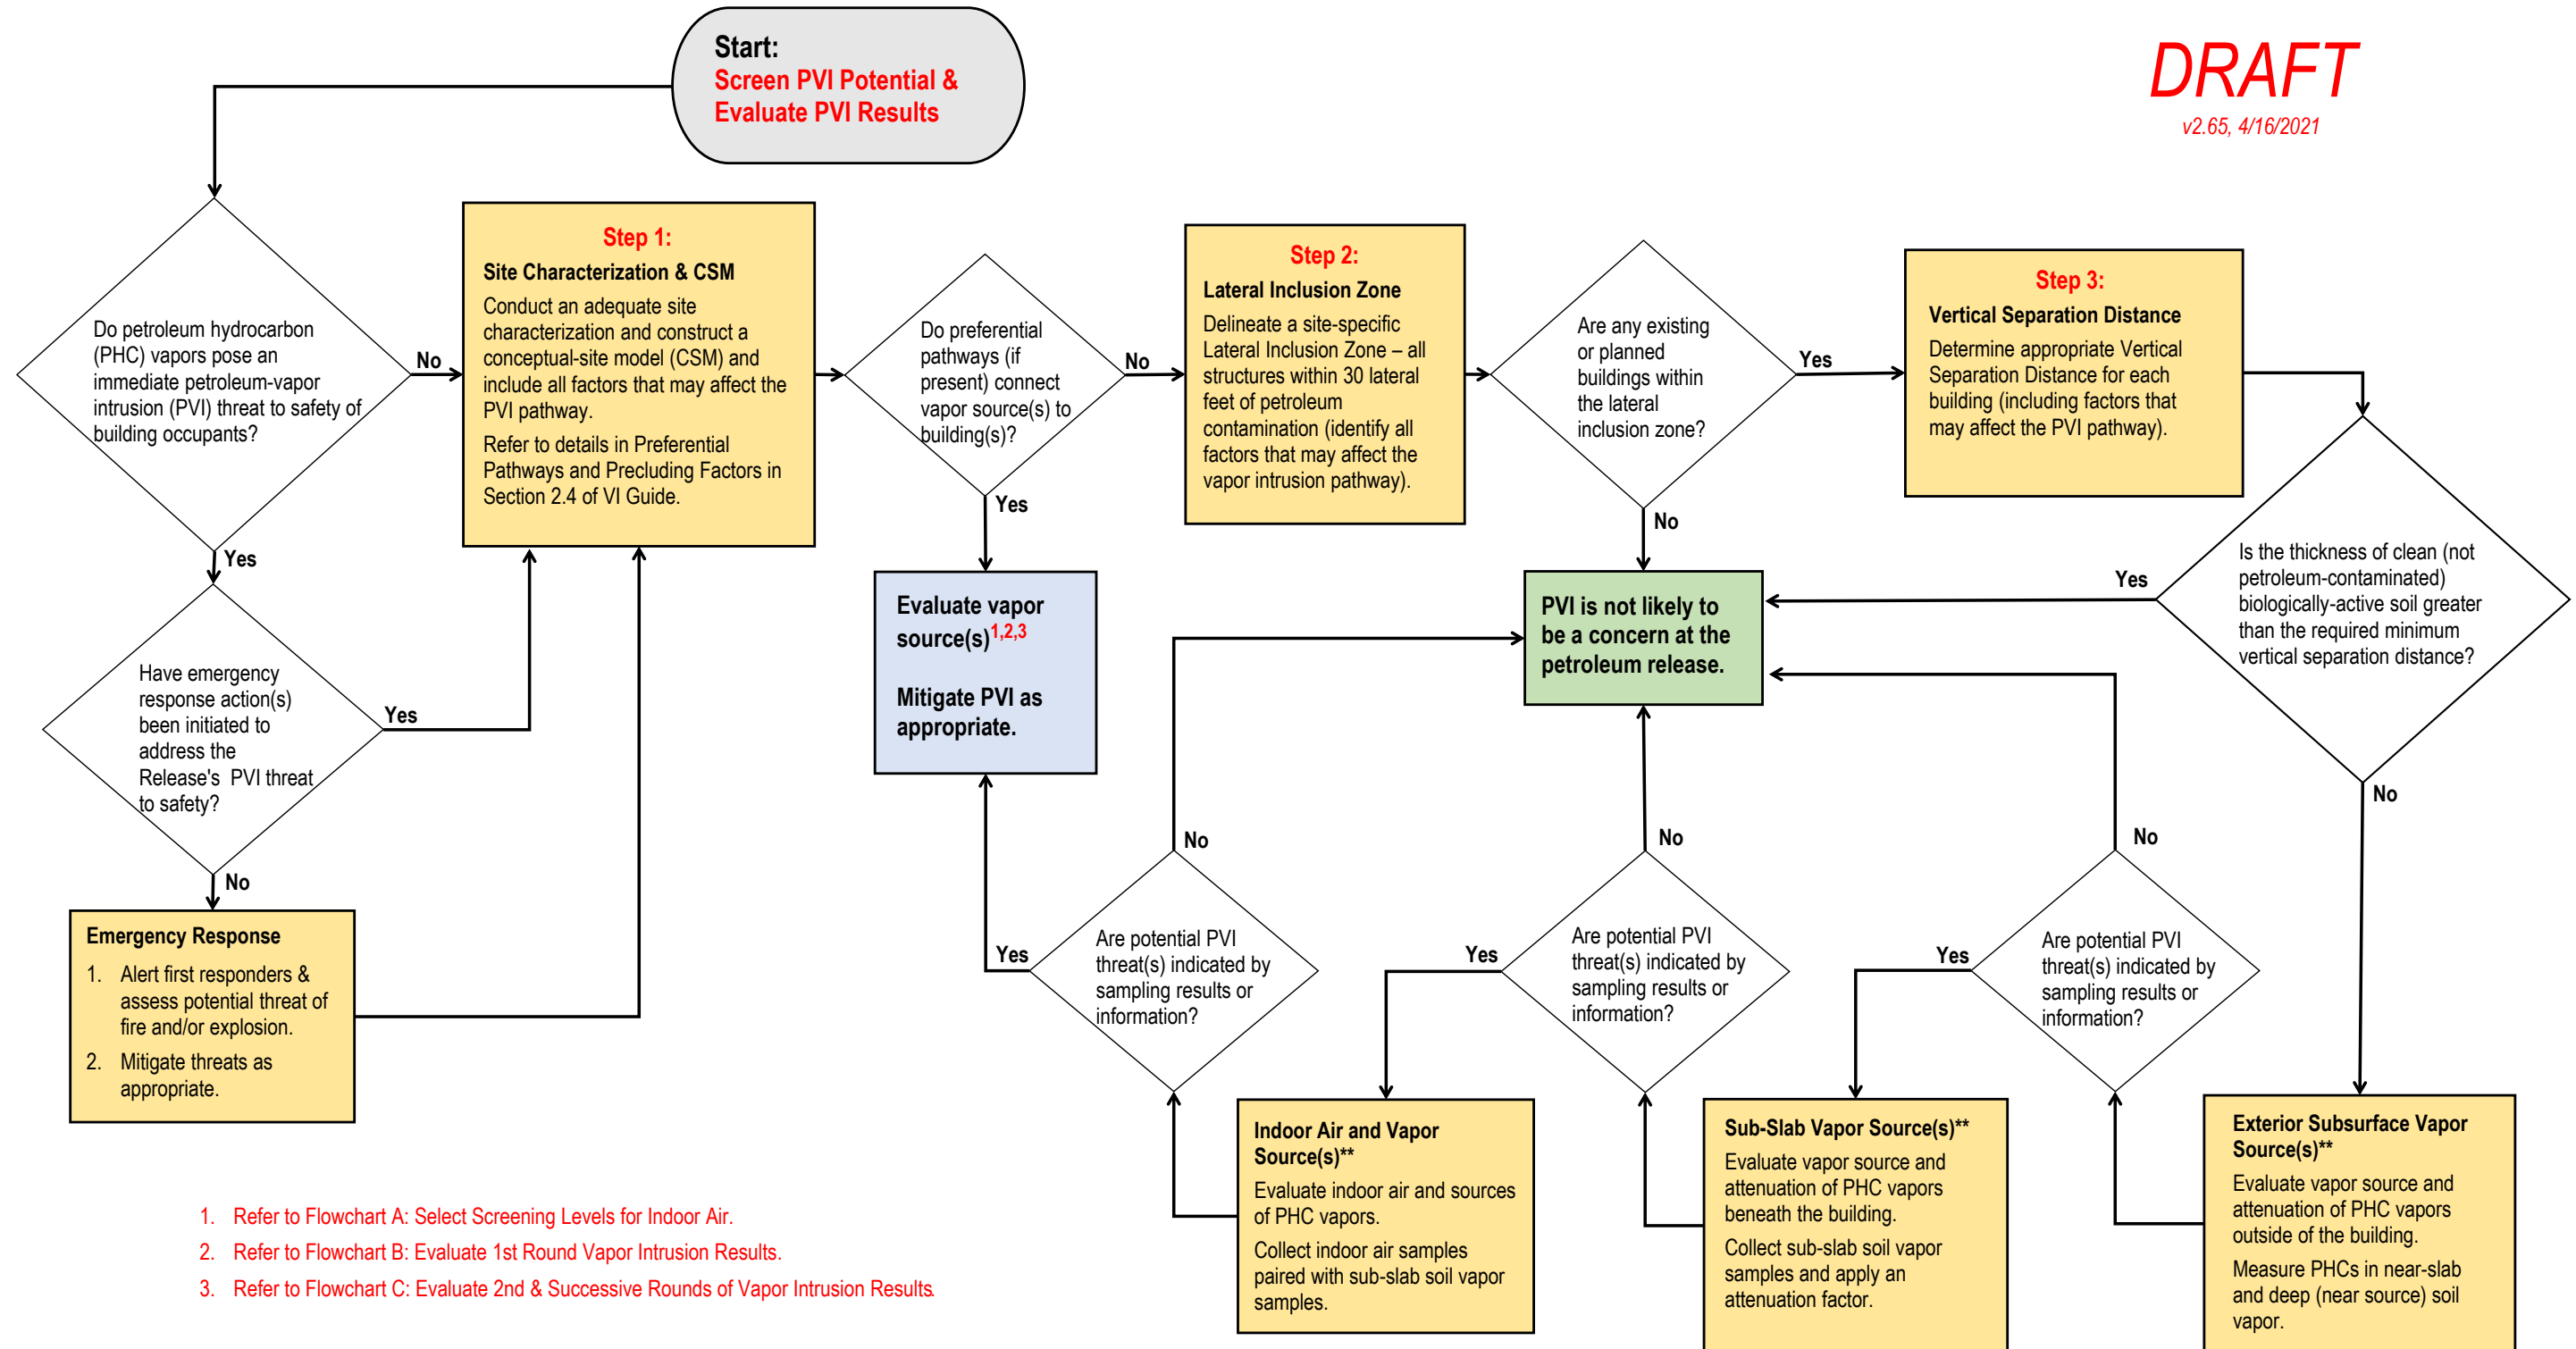 Start:
Screen PVI Potential &
Evaluate PVI Results
DRAFT
v2.65, 4/16/2021
Do petroleum hydrocarbon
(PHC) vapors pose an
immediate petroleum-vapor
intrusion (PVI) threat to safety of
building occupants?
No
Yes
Step 1:
Site Characterization & CSM
Conduct an adequate site
characterization and construct a
conceptual-site model (CSM) and
include all factors that may affect the
PVI pathway.
Refer to details in Preferential
Pathways and Precluding Factors in
Section 2.4 of VI Guide.
Do preferential
pathways (if
present) connect
vapor source(s) to
building(s)?
No
Yes
Step 2:
Lateral Inclusion Zone
Delineate a site-specific
Lateral Inclusion Zone – all
structures within 30 lateral
feet of petroleum
contamination (identify all
factors that may affect the
vapor intrusion pathway).
Are any existing
or planned
buildings within
the lateral
inclusion zone?
Yes
No
Step 3:
Vertical Separation Distance
Determine appropriate Vertical
Separation Distance for each
building (including factors that
may affect the PVI pathway).
Is the thickness of clean (not
petroleum-contaminated)
biologically-active soil greater
than the required minimum
vertical separation distance?
Yes
No
Have emergency
response action(s)
been initiated to
address the
Release's PVI threat
to safety?
Yes
No
Evaluate vapor
source(s)1,2,3
Mitigate PVI as
appropriate.
PVI is not likely to
be a concern at the
petroleum release.
Emergency Response
1. Alert first responders &
assess potential threat of
fire and/or explosion.
2. Mitigate threats as
appropriate.
No
Yes
Are potential PVI
threat(s) indicated by
sampling results or
information?
No
Yes
Are potential PVI
threat(s) indicated by
sampling results or
information?
No
Yes
Are potential PVI
threat(s) indicated by
sampling results or
information?
Indoor Air and Vapor
Source(s)**
Evaluate indoor air and sources
of PHC vapors.
Collect indoor air samples
paired with sub-slab soil vapor
samples.
Sub-Slab Vapor Source(s)**
Evaluate vapor source and
attenuation of PHC vapors
beneath the building.
Collect sub-slab soil vapor
samples and apply an
attenuation factor.
Exterior Subsurface Vapor
Source(s)**
Evaluate vapor source and
attenuation of PHC vapors
outside of the building.
Measure PHCs in near-slab
and deep (near source) soil
vapor.
1. Refer to Flowchart A: Select Screening Levels for Indoor Air.
2. Refer to Flowchart B: Evaluate 1st Round Vapor Intrusion Results.
3. Refer to Flowchart C: Evaluate 2nd & Successive Rounds of Vapor Intrusion Results.